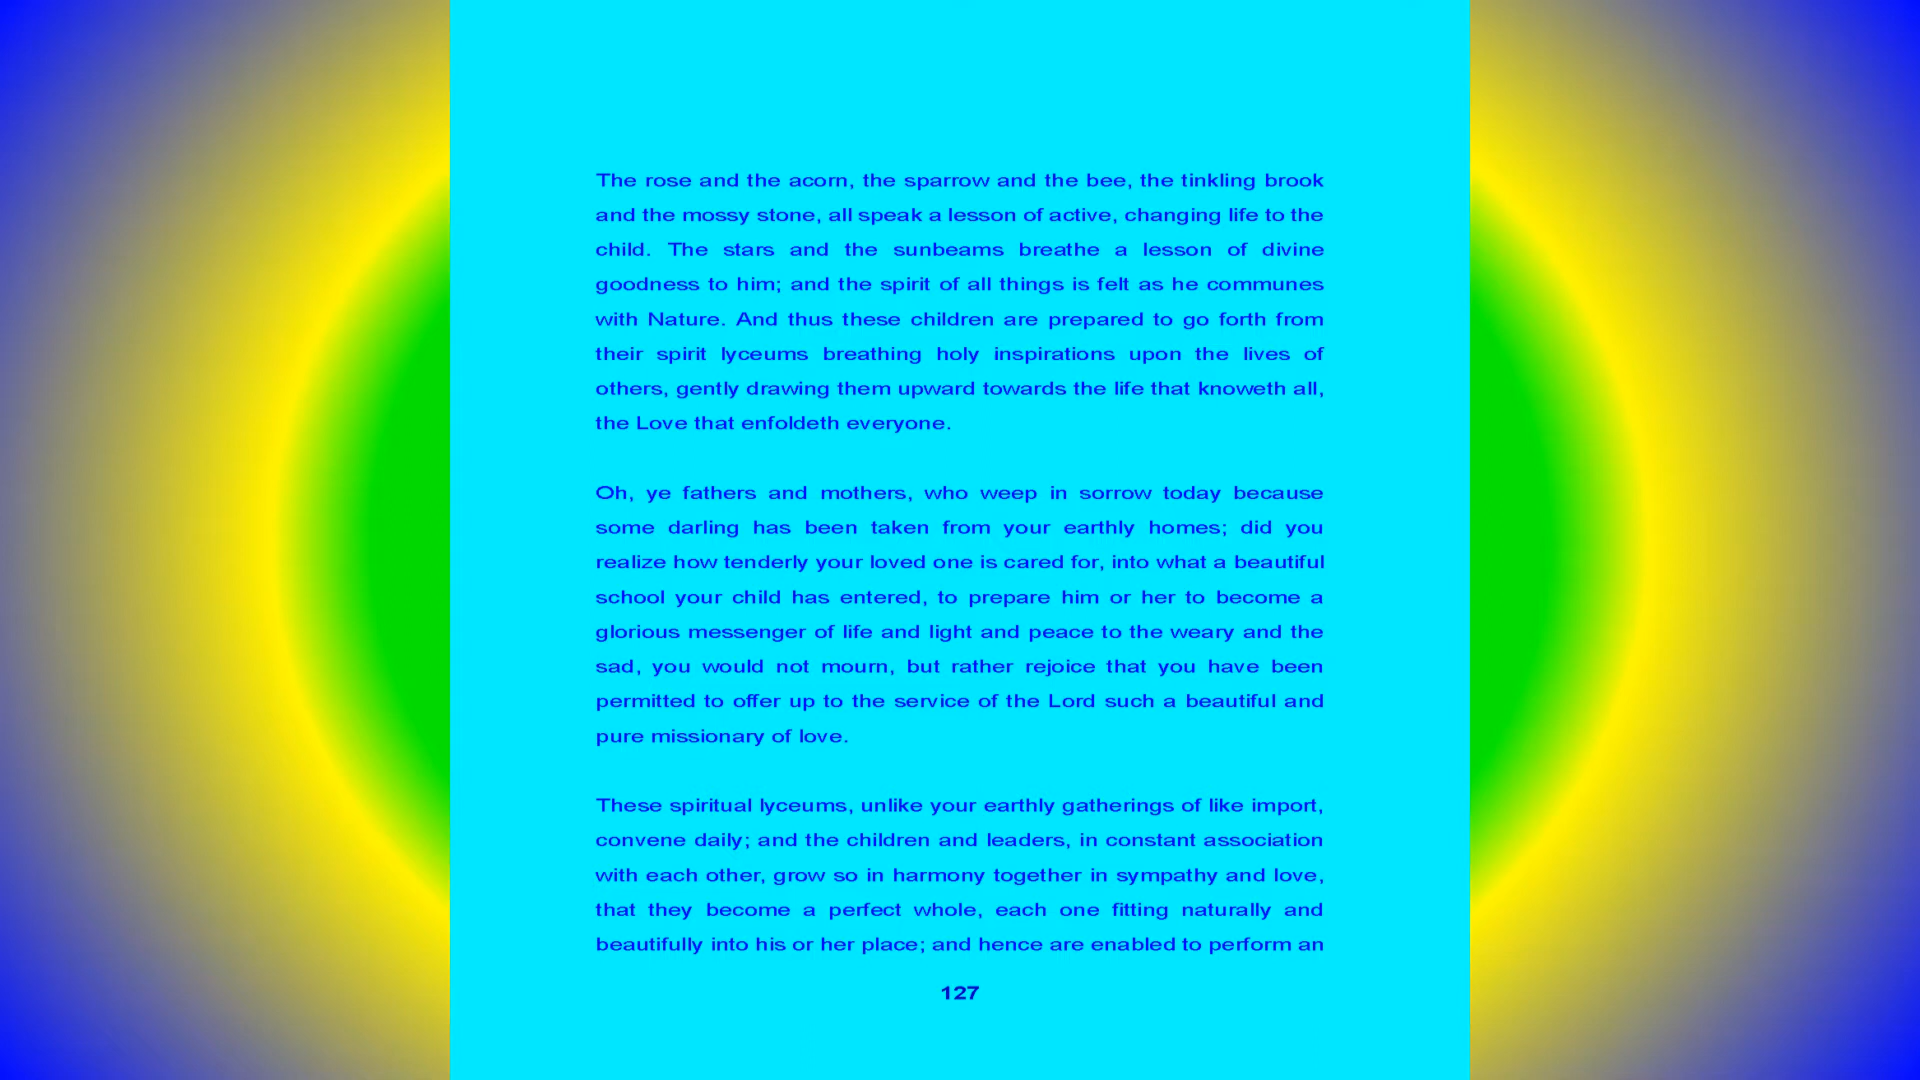 The rose and the acorn, the sparrow and the bee, the tinkling brook
and the mossy stone, all speak a lesson of active, changing life to the
child. The stars and the sunbeams breathe a lesson of divine
goodness to him; and the spirit of all things is felt as he communes
with Nature. And thus these children are prepared to go forth from
their spirit lyceums breathing holy inspirations upon the lives of
others, gently drawing them upward towards the life that knoweth all,
the Love that enfoldeth everyone.
Oh, ye fathers and mothers, who weep in sorrow today because
some darling has been taken from your earthly homes; did you
realize how tenderly your loved one is cared for, into what a beautiful
school your child has entered, to prepare him or her to become a
glorious messenger of life and light and peace to the weary and the
sad, you would not mourn, but rather rejoice that you have been
permitted to offer up to the service of the Lord such a beautiful and
pure missionary of love.
These spiritual lyceums, unlike your earthly gatherings of like import,
convene daily; and the children and leaders, in constant association
with each other, grow so in harmony together in sympathy and love,
that they become a perfect whole, each one fitting naturally and
beautifully into his or her place; and hence are enabled to perform an
127